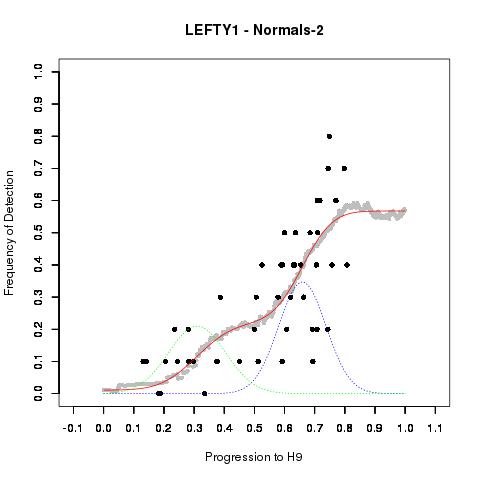 LEFTY1 - Normals-2
Frequency of Detection
1.0
0.9
0.8
0.7
0.6
0.5
0.4
0.3
0.2
0.1
0.0
-0.1 0.0 0.1 0.2 0.3 0.4 0.5 0.6 0.7 0.8 0.9 1.0 1.1
Progression to H9